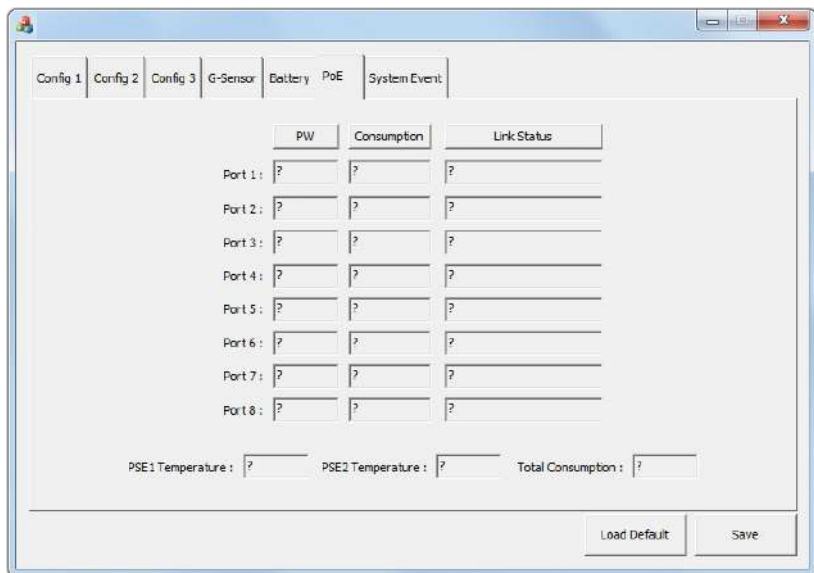 Config 1 Config 2 Config 3 G-Sensor Battery PoE System Event
PW Consumption Link Status
Port 1 : ? ? ?
Port 2 : ? ? ?
Port 3 : ? ? ?
Port 4 : ? ? ?
Port 5 : ? ? ?
Port 6 : ? ? ?
Port 7 : ? ? ?
Port 8 : ? ? ?
PSE1 Temperature : ? PSE2 Temperature : ? Total Consumption : ?
Load Default Save